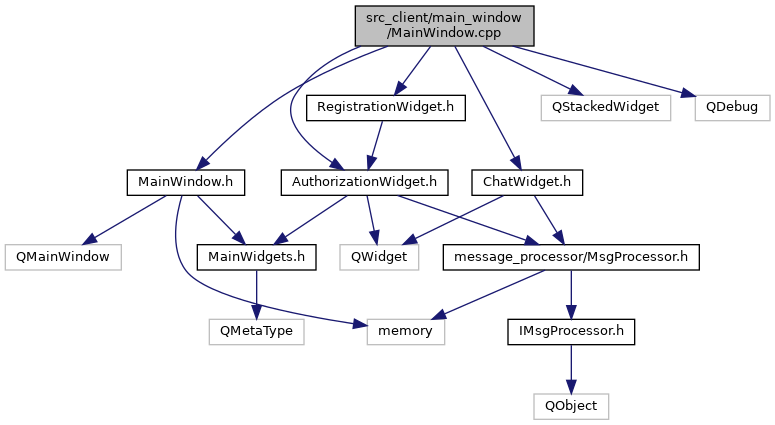 src_client/main_window
/MainWindow.cpp
RegistrationWidget.h
QStackedWidget
QDebug
MainWindow.h
AuthorizationWidget.h
ChatWidget.h
QMainWindow
MainWidgets.h
QWidget
message_processor/MsgProcessor.h
QMetaType
memory
IMsgProcessor.h
QObject